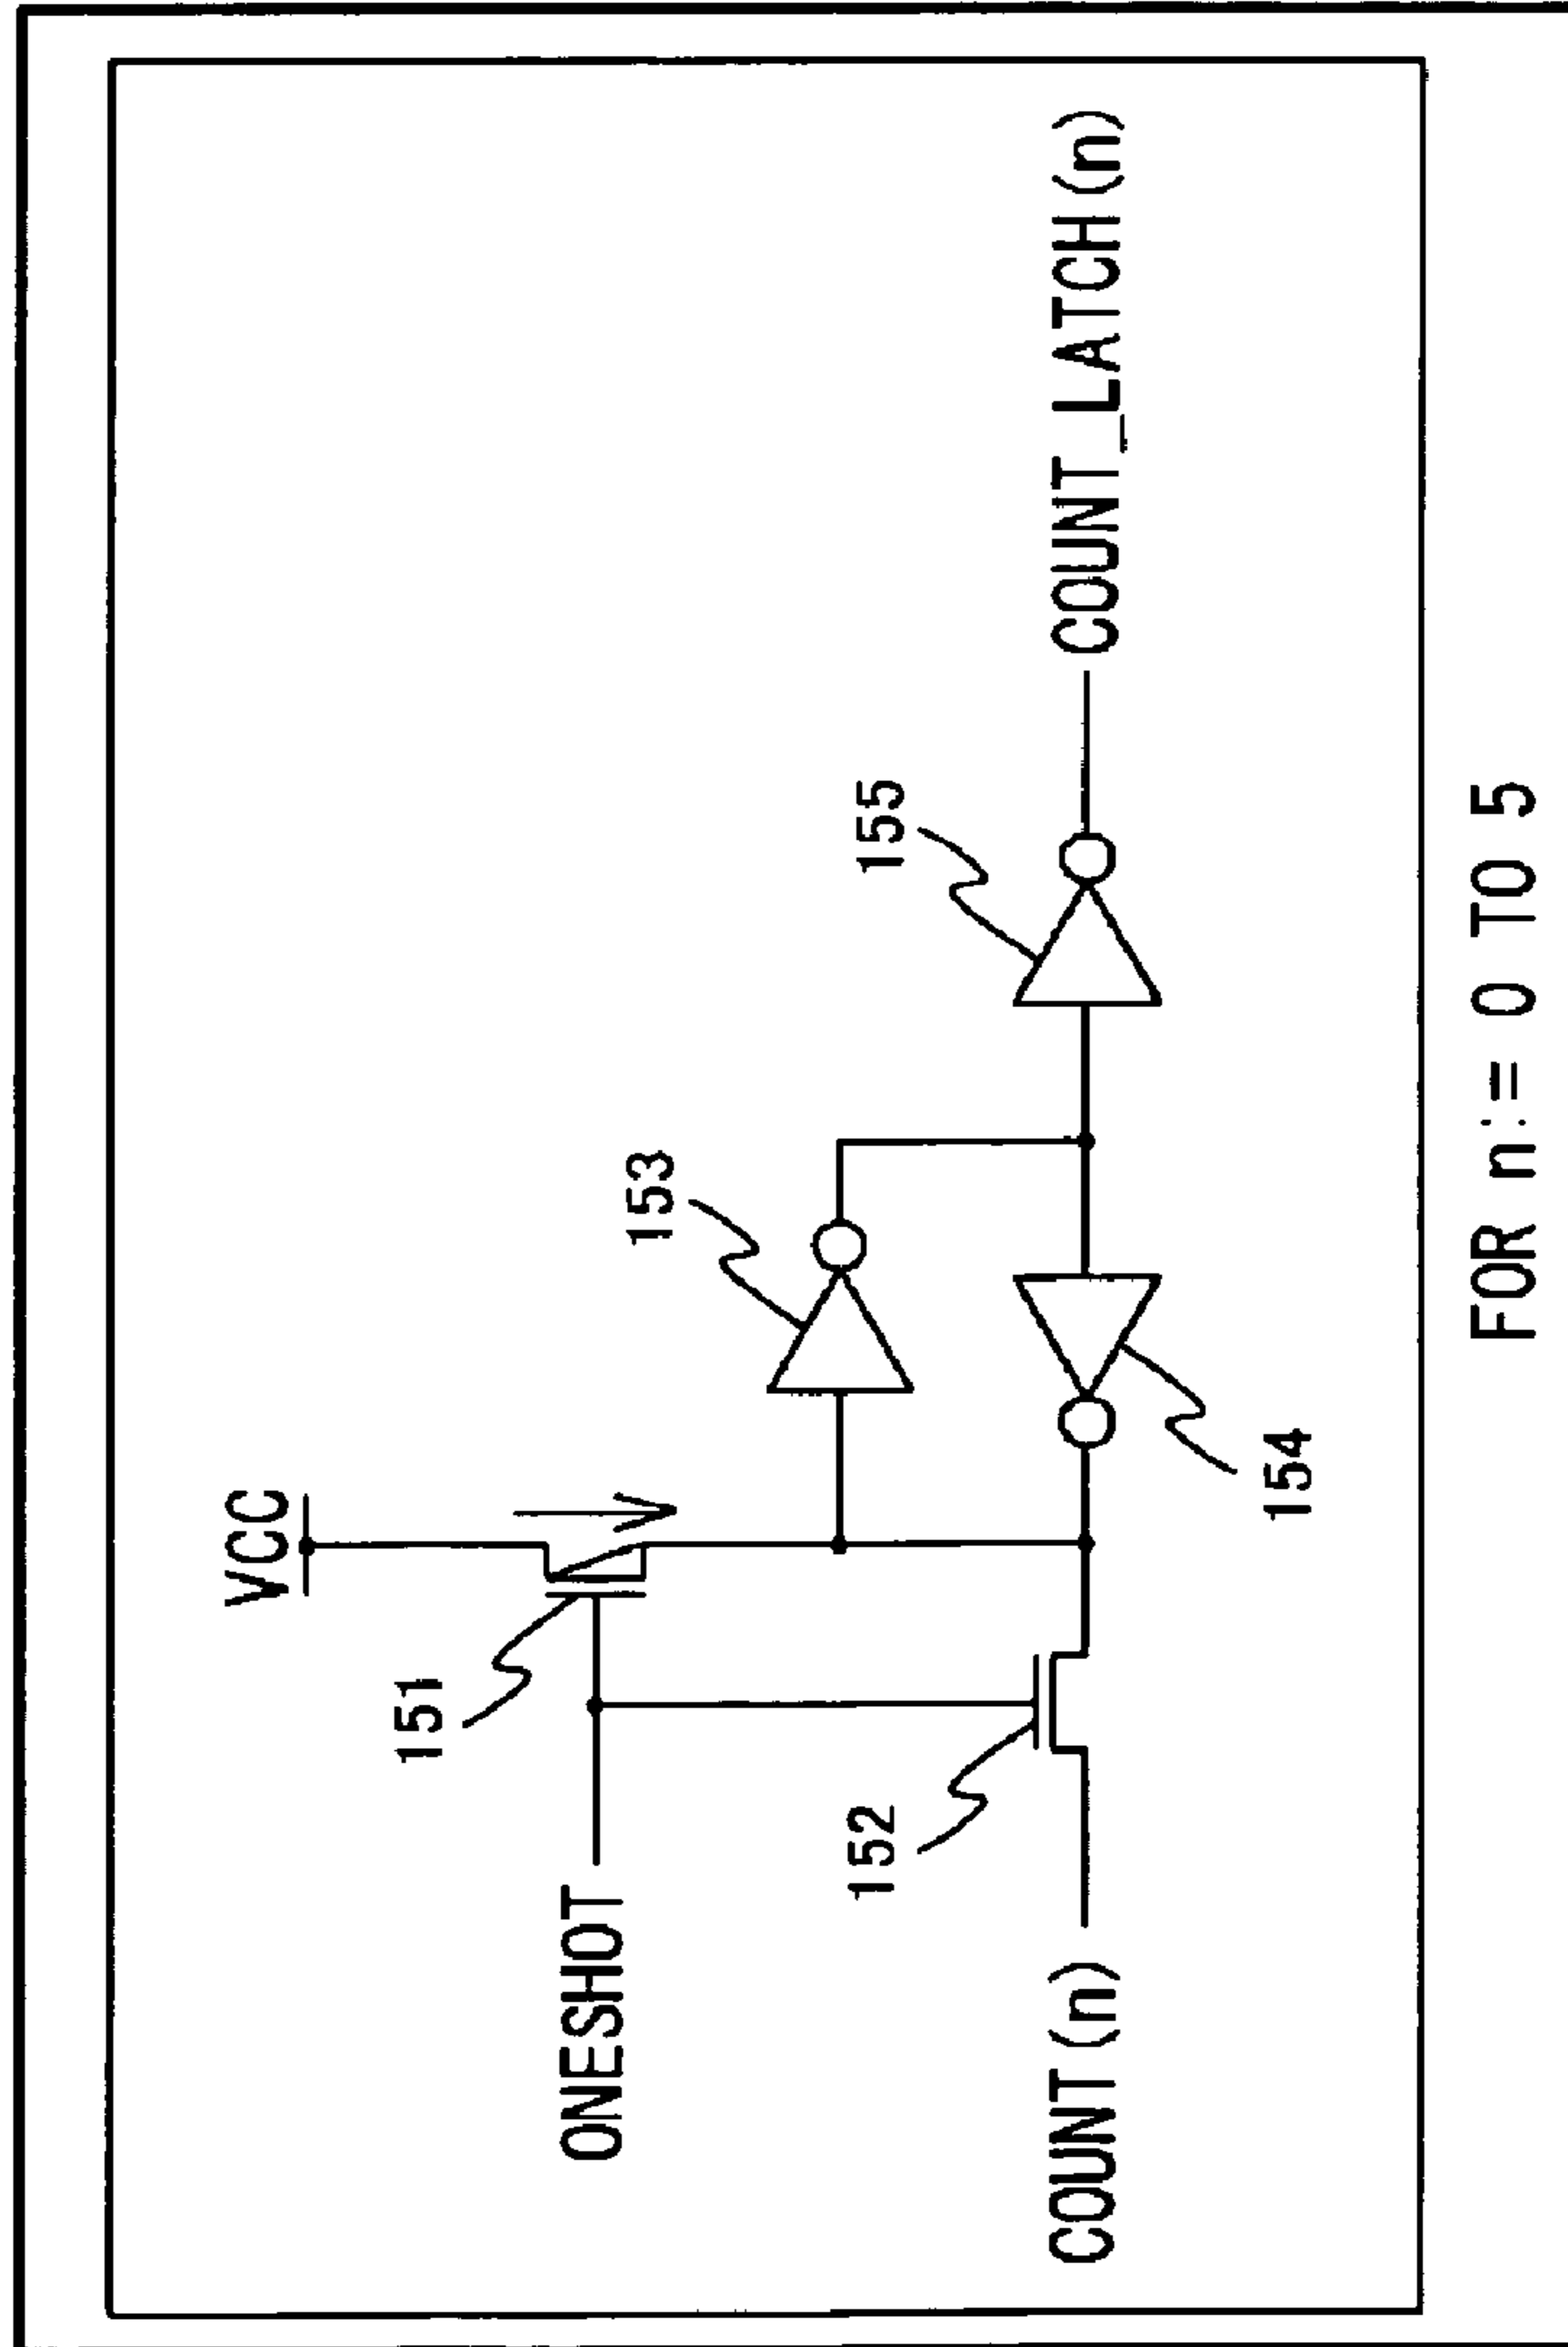 VCC
151
ONESHOT
153
152
155
COUNT(n)
COUNT_LATCH(n)
154
FOR n:= 0 TO 5